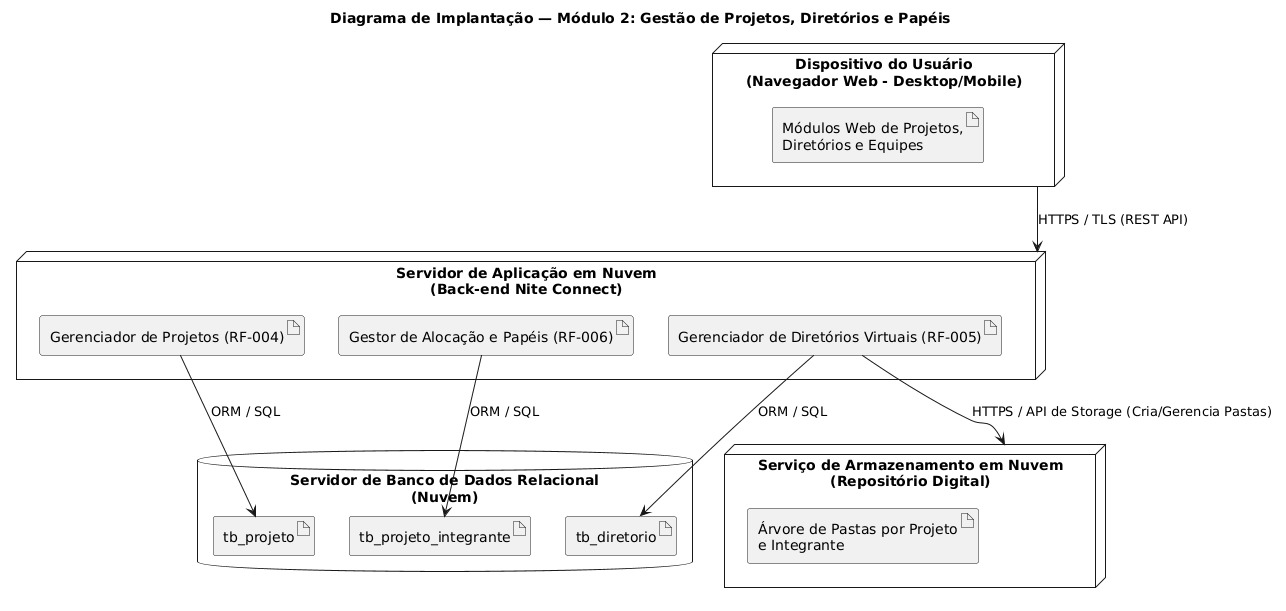 Diagrama de Implantação — Módulo 2: Gestão de Projetos, Diretórios e Papéis
Dispositivo do Usuário
(Navegador Web - Desktop/Mobile)
Módulos Web de Projetos,
Diretórios e Equipes
HTTPS / TLS (REST API)
Servidor de Aplicação em Nuvem
(Back-end Nite Connect)
Gerenciador de Projetos (RF-004)
Gestor de Alocação e Papéis (RF-006)
Gerenciador de Diretórios Virtuais (RF-005)
ORM / SQL
ORM / SQL
ORM / SQL
HTTPS / API de Storage (Cria/Gerencia Pastas)
Servidor de Banco de Dados Relacional
(Nuvem)
tb_projeto
tb_projeto_integrante
tb_diretorio
Serviço de Armazenamento em Nuvem
(Repositório Digital)
Árvore de Pastas por Projeto
e Integrante